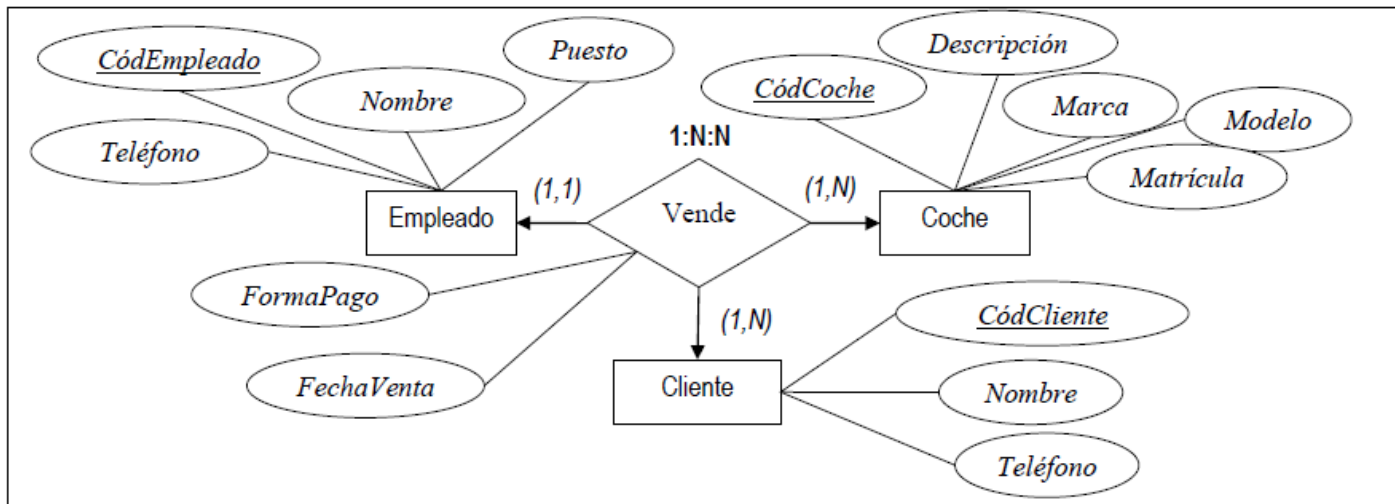 CódEmpleado
Puesto
Nombre
Teléfono
Descripción
CódCoche
Marca
Modelo
Matrícula
1:N:N
(1,1)
(1,N)
Empleado
Vende
Coche
FormaPago
FechaVenta
(1,N)
Cliente
CódCliente
Nombre
Teléfono